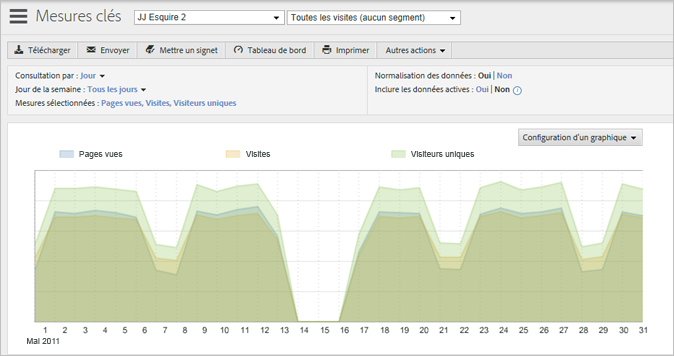 Mesures clés JJ Esquire 2 Toutes les visites (aucun segment)
Télécharger Envoyer Mettre un signet Tableau de bord Imprimer Autres actions
Consultation par : Jour
Jour de la semaine : Tous les jours
Mesures sélectionnées : Pages vues, Visites, Visiteurs uniques
Normalisation des données : Oui | Non
Inclure les données actives : Oui | Non
Configuration d'un graphique
Pages vues Visites Visiteurs uniques
1 2 3 4 5 6 7 8 9 10 11 12 13 14 15 16 17 18 19 20 21 22 23 24 25 26 27 28 29 30 31
Mai 2011